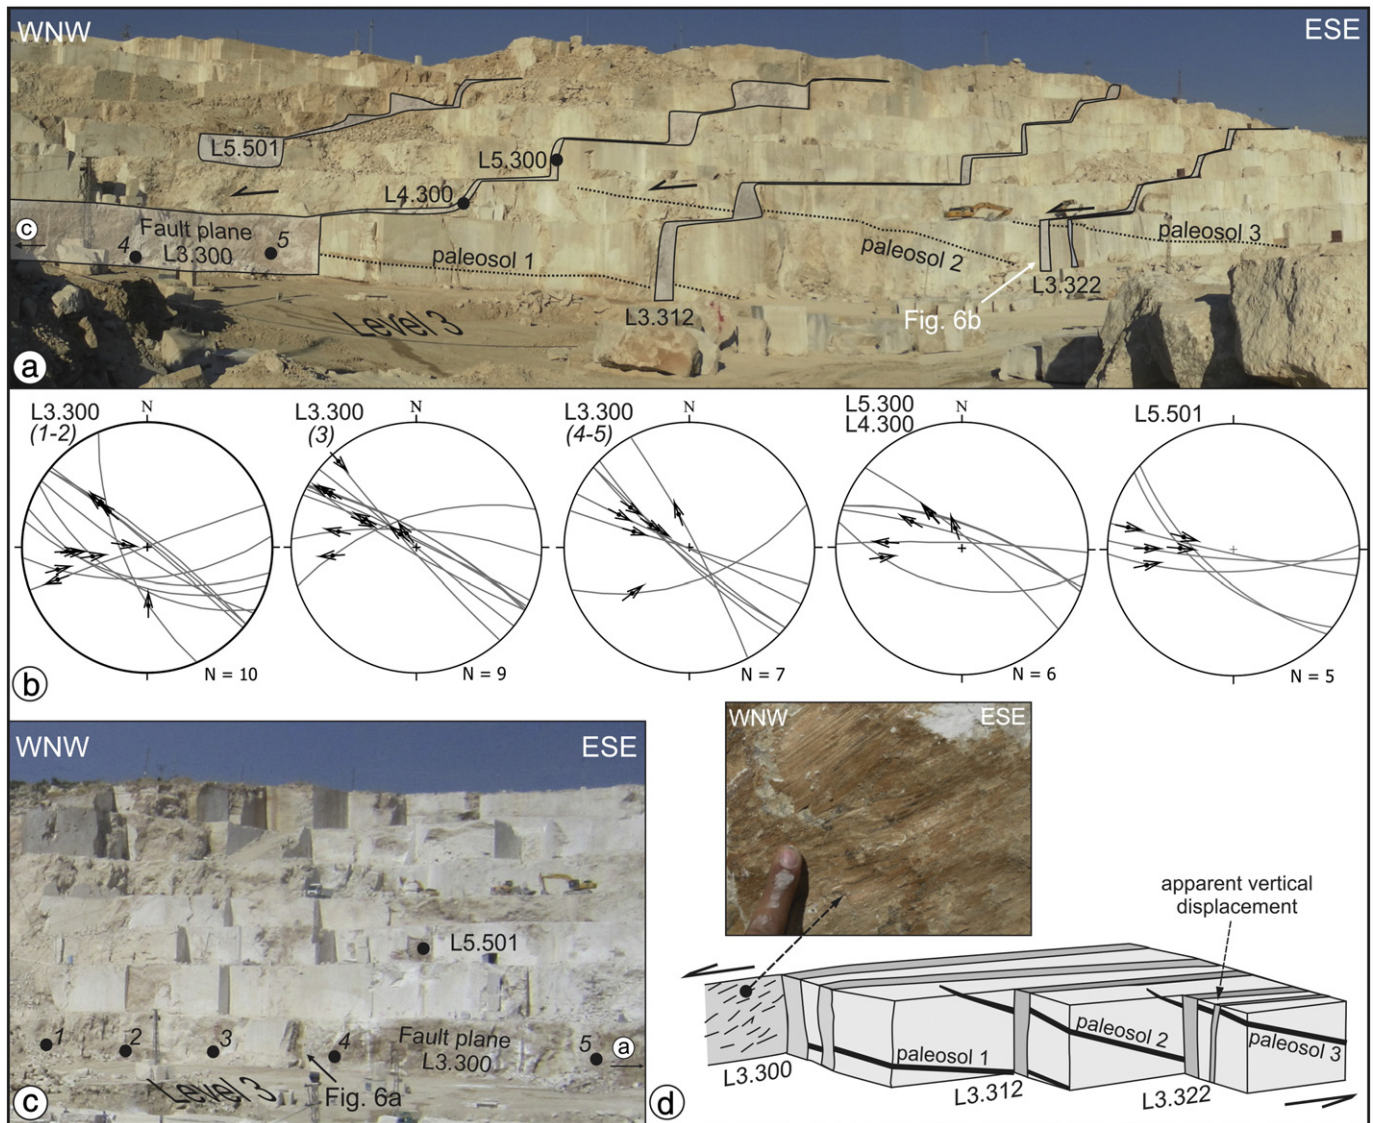 WNW
ESE
L5.501
L5.300
L4.300
c
Fault plane
4
L3.300
5
paleosol 1
paleosol 2
paleosol 3
L3.312
L3.322
Fig. 6b
Level 3
a
L3.300
(1-2)
N
N = 10
L3.300
(3)
N
N = 9
L3.300
(4-5)
N
N = 7
L5.300
L4.300
N
N = 6
L5.501
N = 5
b
WNW
ESE
L5.501
1
2
3
4
Fault plane
L3.300
5
a
Level 3
Fig. 6a
c
WNW
ESE
apparent vertical
displacement
paleosol 1
paleosol 2
paleosol 3
L3.300
L3.312
L3.322
d